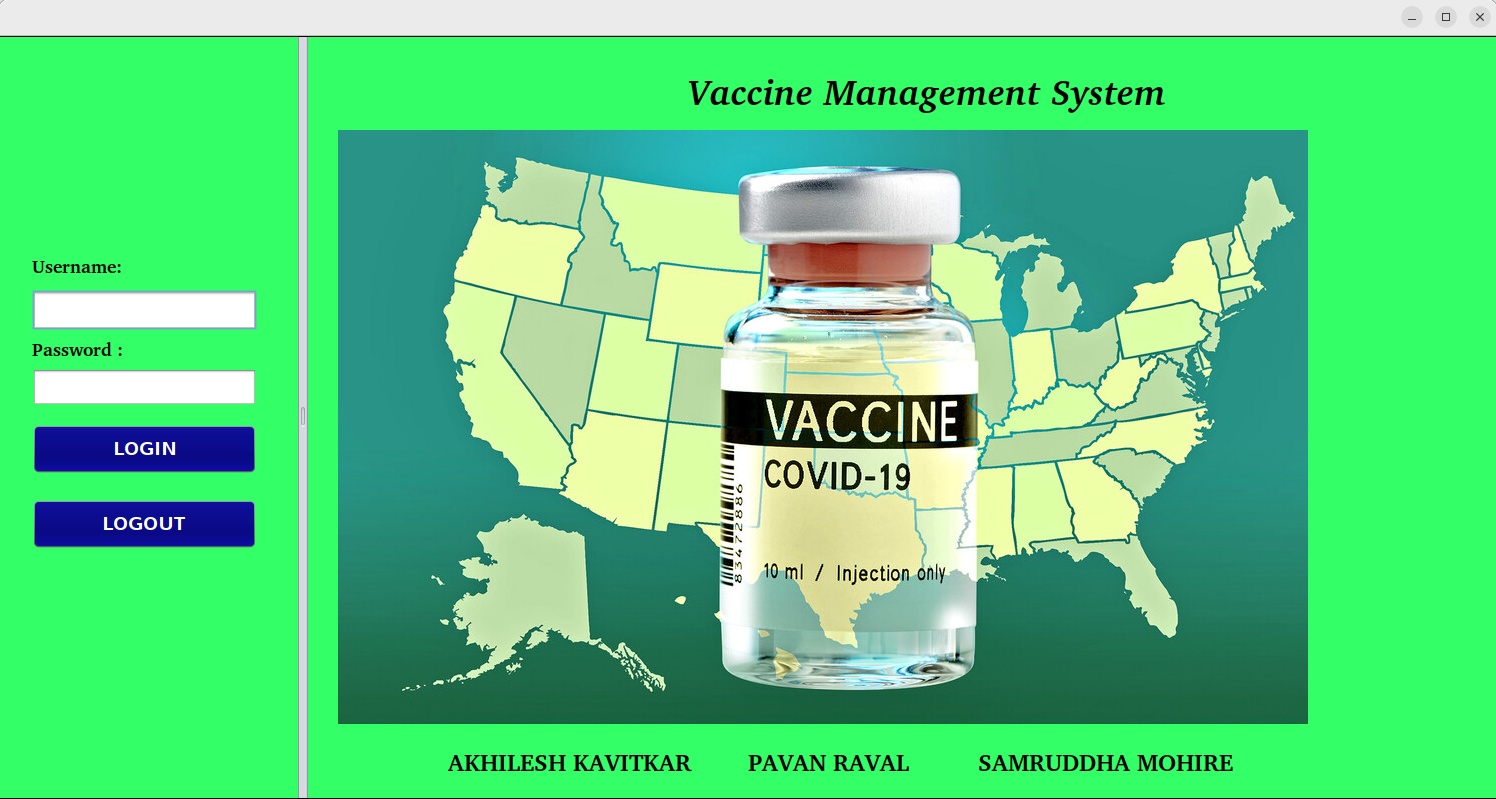 Vaccine Management System
Username:
Password :
LOGIN
LOGOUT
VACCINE
COVID-19
83472886
10 ml / Injection only
AKHILESH KAVITKAR PAVAN RAVAL SAMRUDDHA MOHIRE